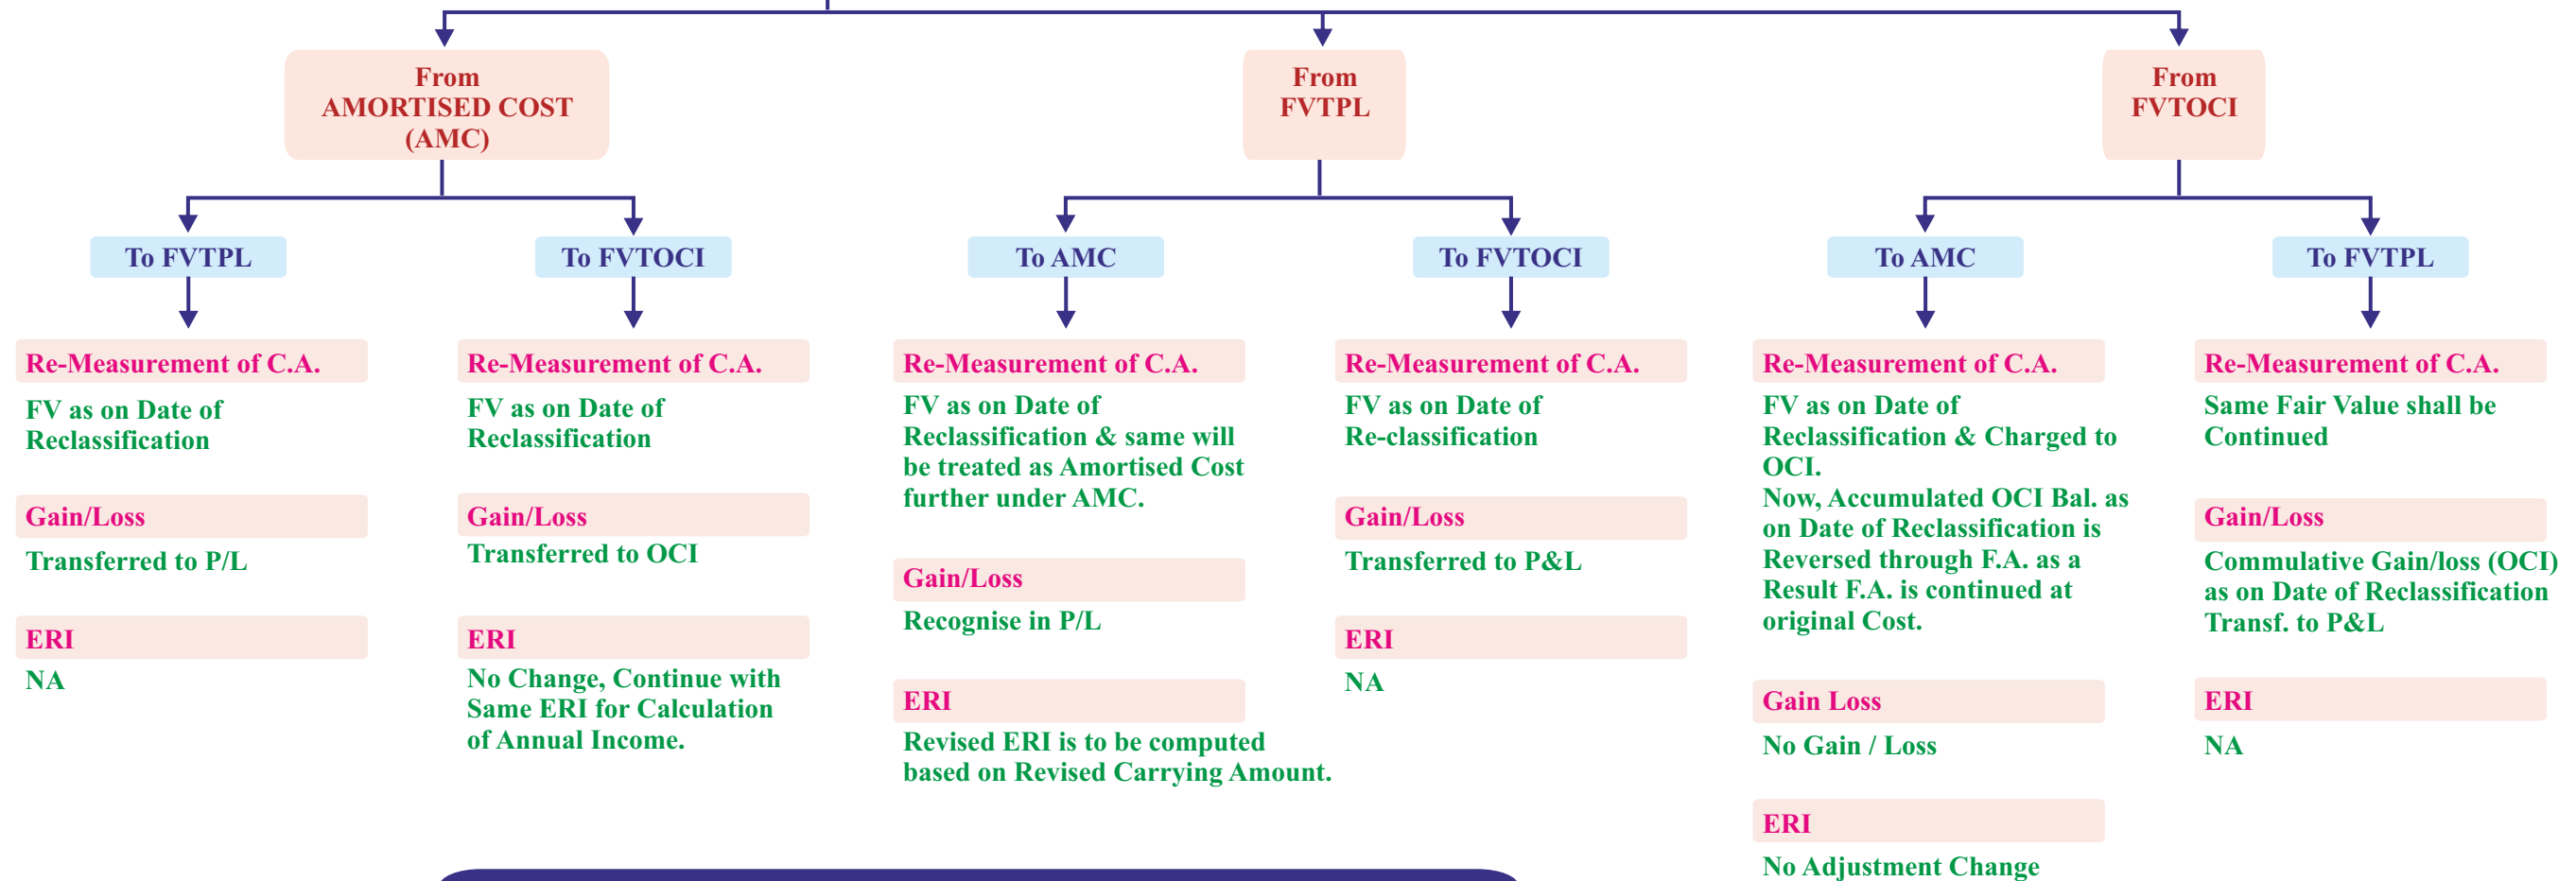 From
AMORTISED COST
(AMC)
From
FVTPL
From
FVTOCI
To FVTPL
To FVTOCI
To AMC
To FVTOCI
To AMC
To FVTPL
Re-Measurement of C.A.
FV as on Date of
Reclassification
Gain/Loss
Transferred to P/L
ERI
NA
Re-Measurement of C.A.
FV as on Date of
Reclassification
Gain/Loss
Transferred to OCI
ERI
No Change, Continue with
Same ERI for Calculation
of Annual Income.
Re-Measurement of C.A.
FV as on Date of
Reclassification & same will
be treated as Amortised Cost
further under AMC.
Gain/Loss
Recognise in P/L
ERI
Revised ERI is to be computed
based on Revised Carrying Amount.
Re-Measurement of C.A.
FV as on Date of
Re-classification
Gain/Loss
Transferred to P&L
ERI
NA
Re-Measurement of C.A.
FV as on Date of
Reclassification & Charged to
OCI.
Now, Accumulated OCI Bal. as
on Date of Reclassification is
Reversed through F.A. as a
Result F.A. is continued at
original Cost.
Gain Loss
No Gain / Loss
ERI
No Adjustment Change
Re-Measurement of C.A.
Same Fair Value shall be
Continued
Gain/Loss
Commulative Gain/loss (OCI)
as on Date of Reclassification
Transf. to P&L
ERI
NA